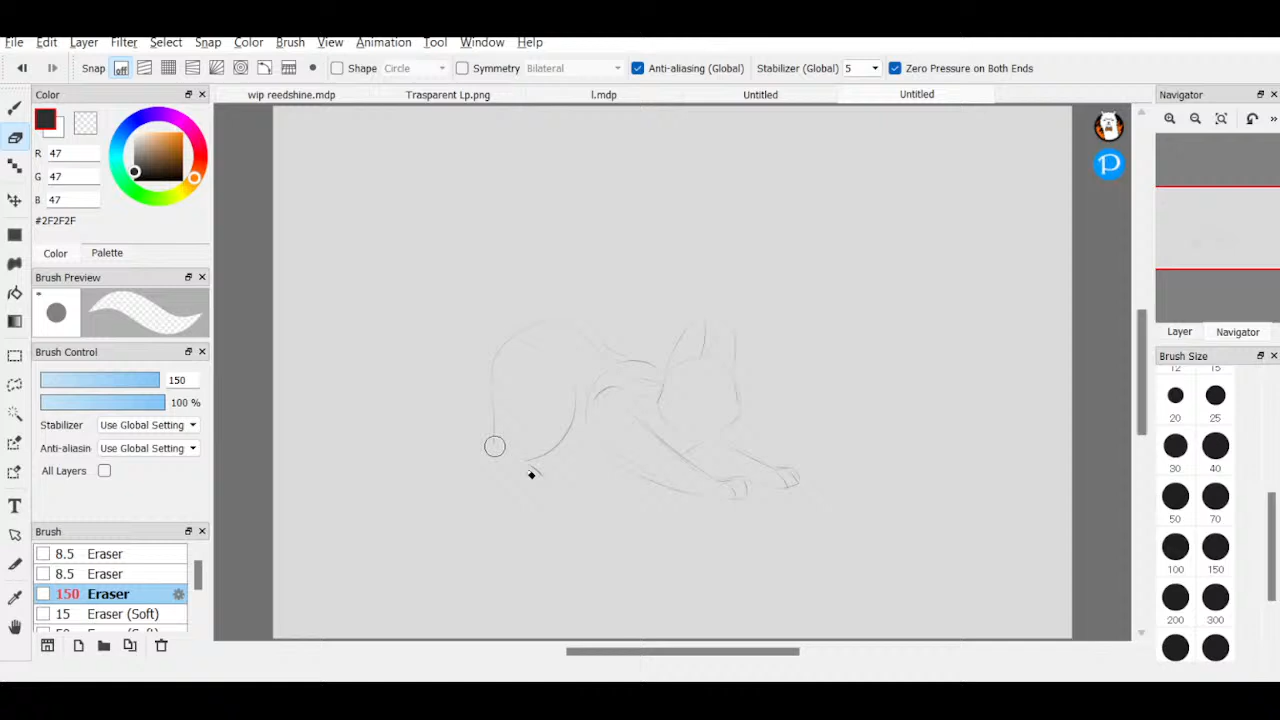 File Edit Layer Filter Select Snap Color Brush View Animation Tool Window Help
Snap off Shape Circle Symmetry Bilateral Anti-aliasing (Global) Stabilizer (Global) 5 Zero Pressure on Both Ends
Color
wip reedshine.mdp Trasparent Lp.png l.mdp Untitled Untitled
Navigator
R 47
G 47
B 47
#2F2F2F
Color Palette
Brush Preview
Brush Control
150
100 %
Stabilizer Use Global Setting
Anti-aliasin Use Global Setting
All Layers
Brush
8.5 Eraser
8.5 Eraser
150 Eraser
15 Eraser (Soft)
Layer Navigator
Brush Size
12 15
20 25
30 40
50 70
100 150
200 300
T
P